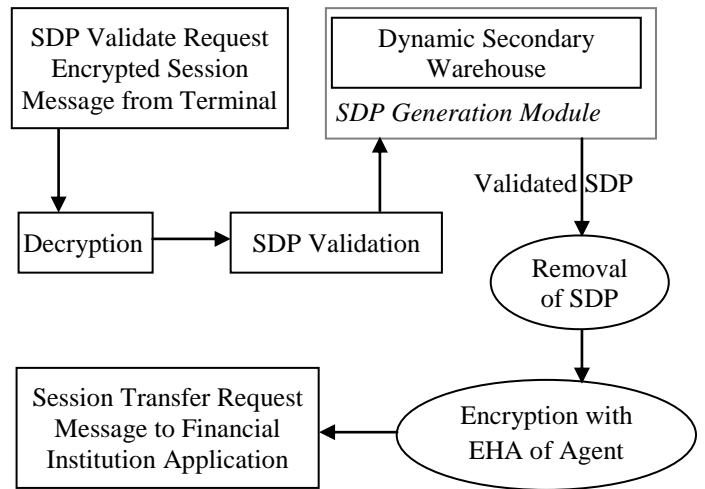 SDP Validate Request
Encrypted Session
Message from Terminal
Dynamic Secondary
Warehouse
SDP Generation Module
Validated SDP
Decryption
SDP Validation
Removal
of SDP
Session Transfer Request
Message to Financial
Institution Application
Encryption with
EHA of Agent